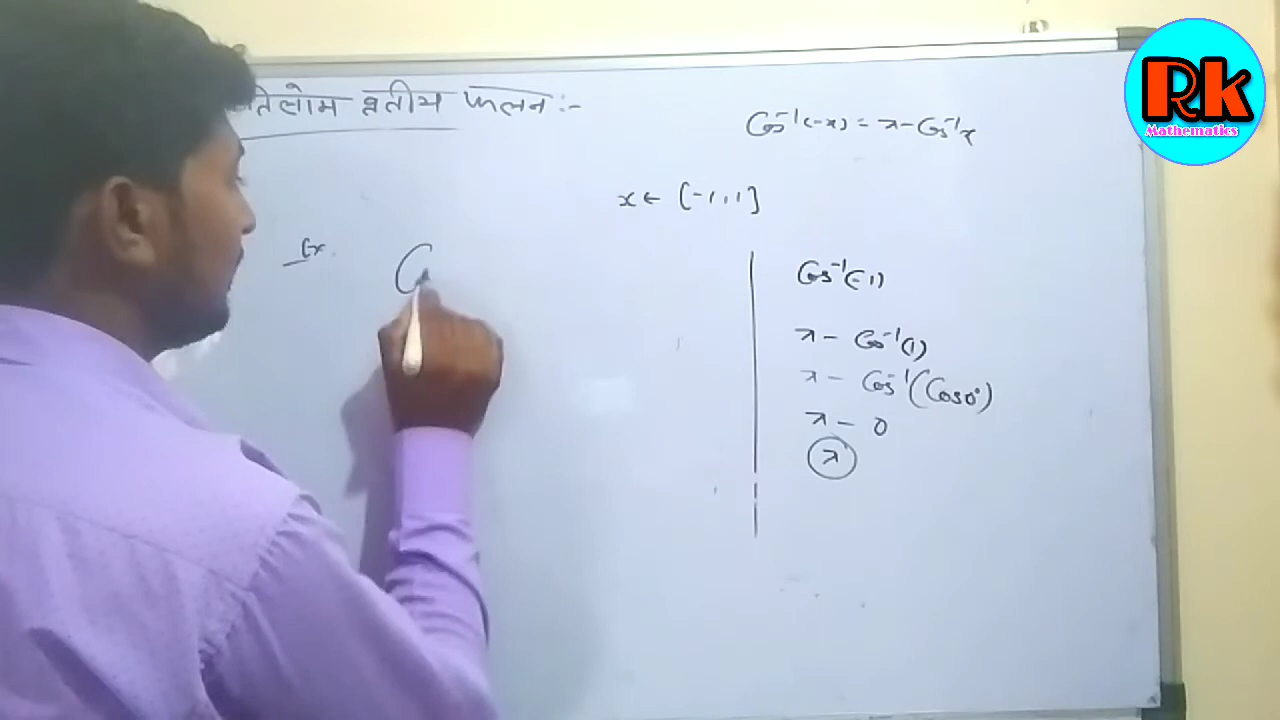 तिलोम वृतीय फलन :-
Cos⁻¹(-x) = π - Cos⁻¹x
x ∈ [-1, 1]
Ex.
C
Cos⁻¹(-1)
π - Cos⁻¹(1)
π - Cos⁻¹(Cos0°)
π - 0
π
Rk
Mathematics